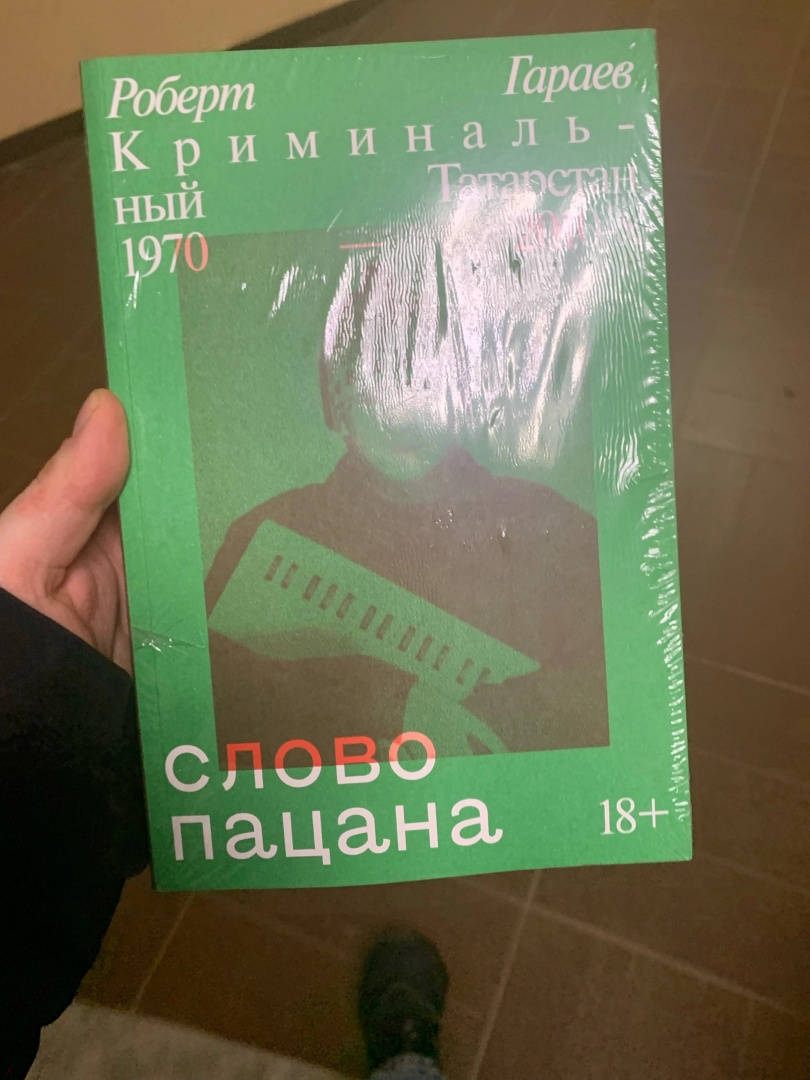 Роберт Гараев
Криминаль-
ный Татарстан
1970 —
слово
пацана
18+